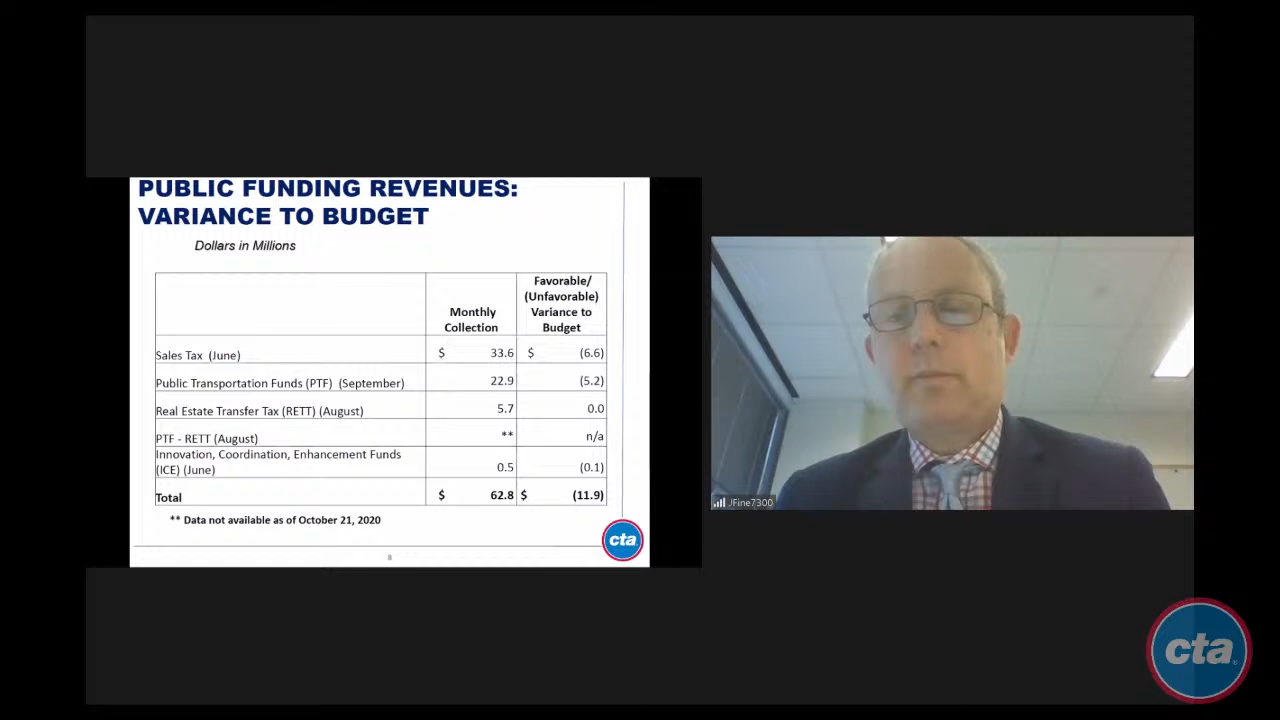 PUBLIC FUNDING REVENUES:
VARIANCE TO BUDGET
Dollars in Millions
Monthly
Collection
Favorable/
(Unfavorable)
Variance to
Budget
Sales Tax (June) $ 33.6 $ (6.6)
Public Transportation Funds (PTF) (September) 22.9 (5.2)
Real Estate Transfer Tax (RETT) (August) 5.7 0.0
PTF - RETT (August) ** n/a
Innovation, Coordination, Enhancement Funds
(ICE) (June) 0.5 (0.1)
Total $ 62.8 $ (11.9)
** Data not available as of October 21, 2020
cta
8
JFine7300
cta